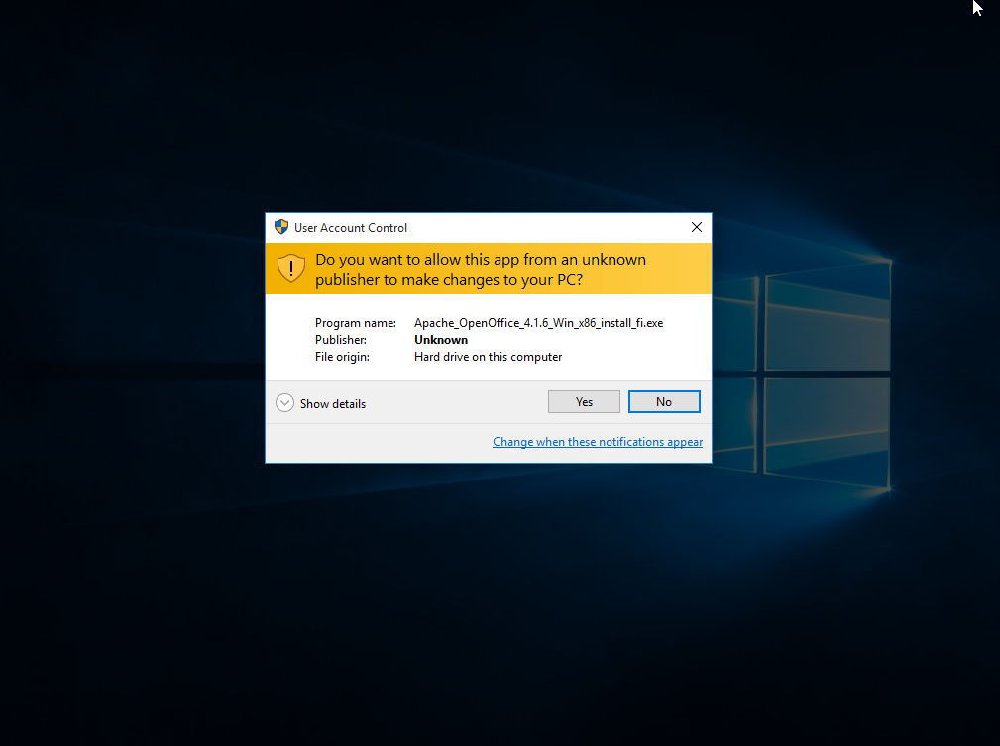 User Account Control
Do you want to allow this app from an unknown
publisher to make changes to your PC?
Program name: Apache_OpenOffice_4.1.6_Win_x86_install_fi.exe
Publisher: Unknown
File origin: Hard drive on this computer
Show details Yes No
Change when these notifications appear